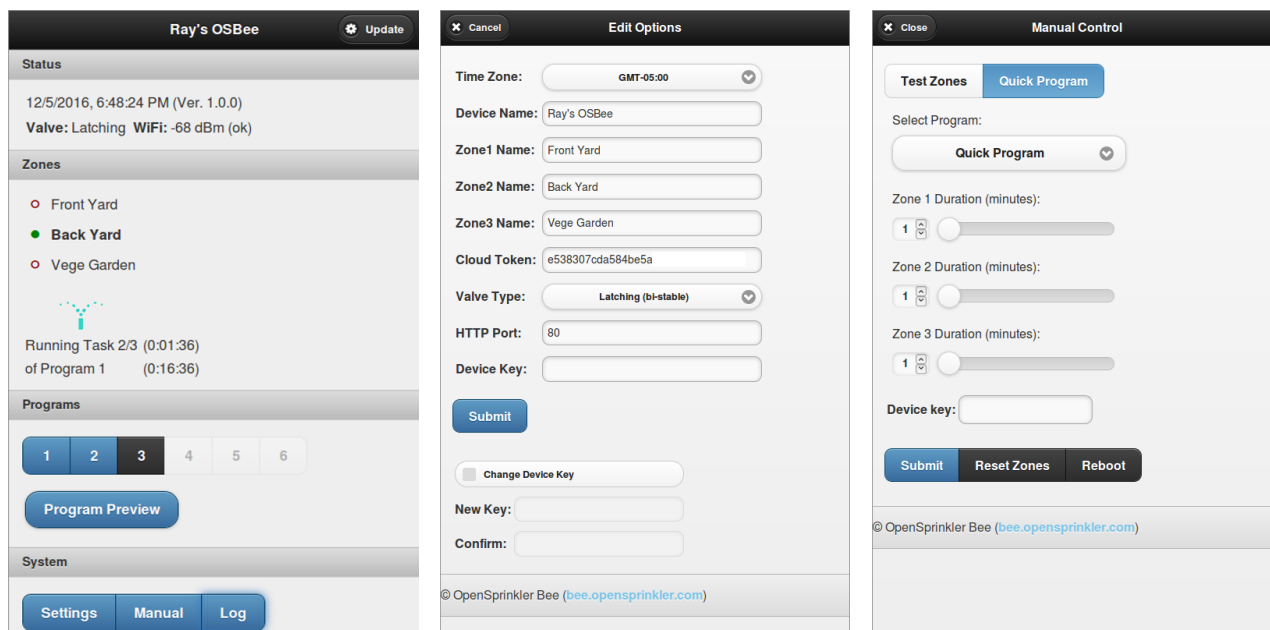 Ray's OSBee
Update
Status
12/5/2016, 6:48:24 PM (Ver. 1.0.0)
Valve: Latching WiFi: -68 dBm (ok)
Zones
Front Yard
Back Yard
Vege Garden
Running Task 2/3 (0:01:36)
of Program 1 (0:16:36)
Programs
1 2 3 4 5 6
Program Preview
System
Settings Manual Log
Cancel
Edit Options
Time Zone: GMT-05:00
Device Name: Ray's OSBee
Zone1 Name: Front Yard
Zone2 Name: Back Yard
Zone3 Name: Vege Garden
Cloud Token: e538307cda584be5a
Valve Type: Latching (bi-stable)
HTTP Port: 80
Device Key:
Submit
Change Device Key
New Key:
Confirm:
© OpenSprinkler Bee (bee.opensprinkler.com)
Close
Manual Control
Test Zones Quick Program
Select Program:
Quick Program
Zone 1 Duration (minutes):
1
Zone 2 Duration (minutes):
1
Zone 3 Duration (minutes):
1
Device key:
Submit Reset Zones Reboot
© OpenSprinkler Bee (bee.opensprinkler.com)